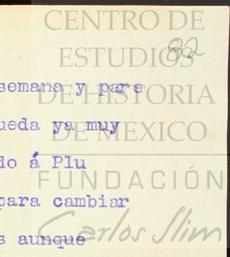 CENTRO DE
ESTUDIOS
82
semana y pare
DE HISTORIA
ueda ya muy
DE MEXICO
do á Plu
FUNDACIÓN
para cambiar
Carlos Slim
s aunque